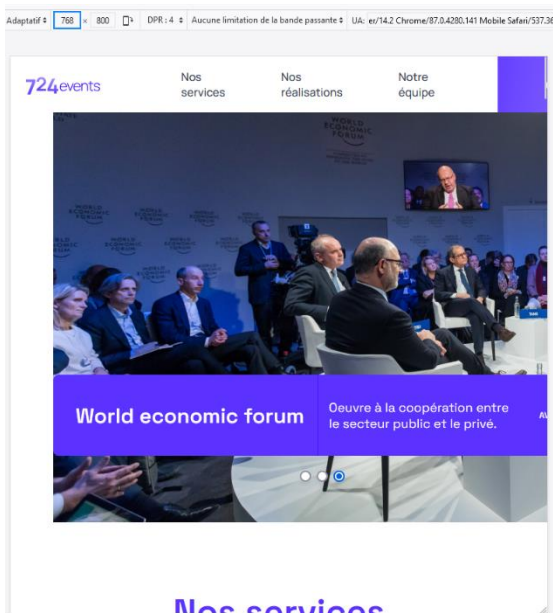 Adaptatif 768 × 800 DPR : 4 Aucune limitation de la bande passante UA: er/14.2 Chrome/87.0.4280.141 Mobile Safari/537.36
724events
Nos services
Nos réalisations
Notre équipe
WORLD
ECONOMIC
FORUM
World economic forum
Oeuvre à la coopération entre
le secteur public et le privé.
AV
Nos services